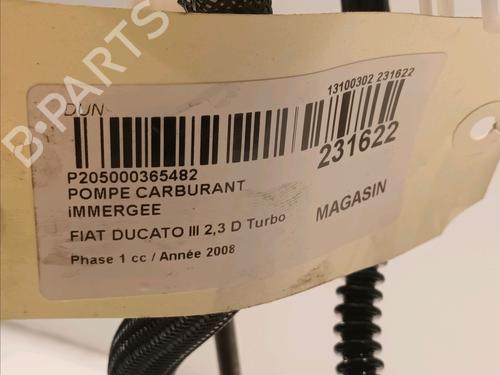 B-PARTS
DUN
13100302 231622
P205000365482
231622
POMPE CARBURANT
iMMERGEE
MAGASIN
FIAT DUCATO III 2,3 D Turbo
Phase 1 cc / Année 2008